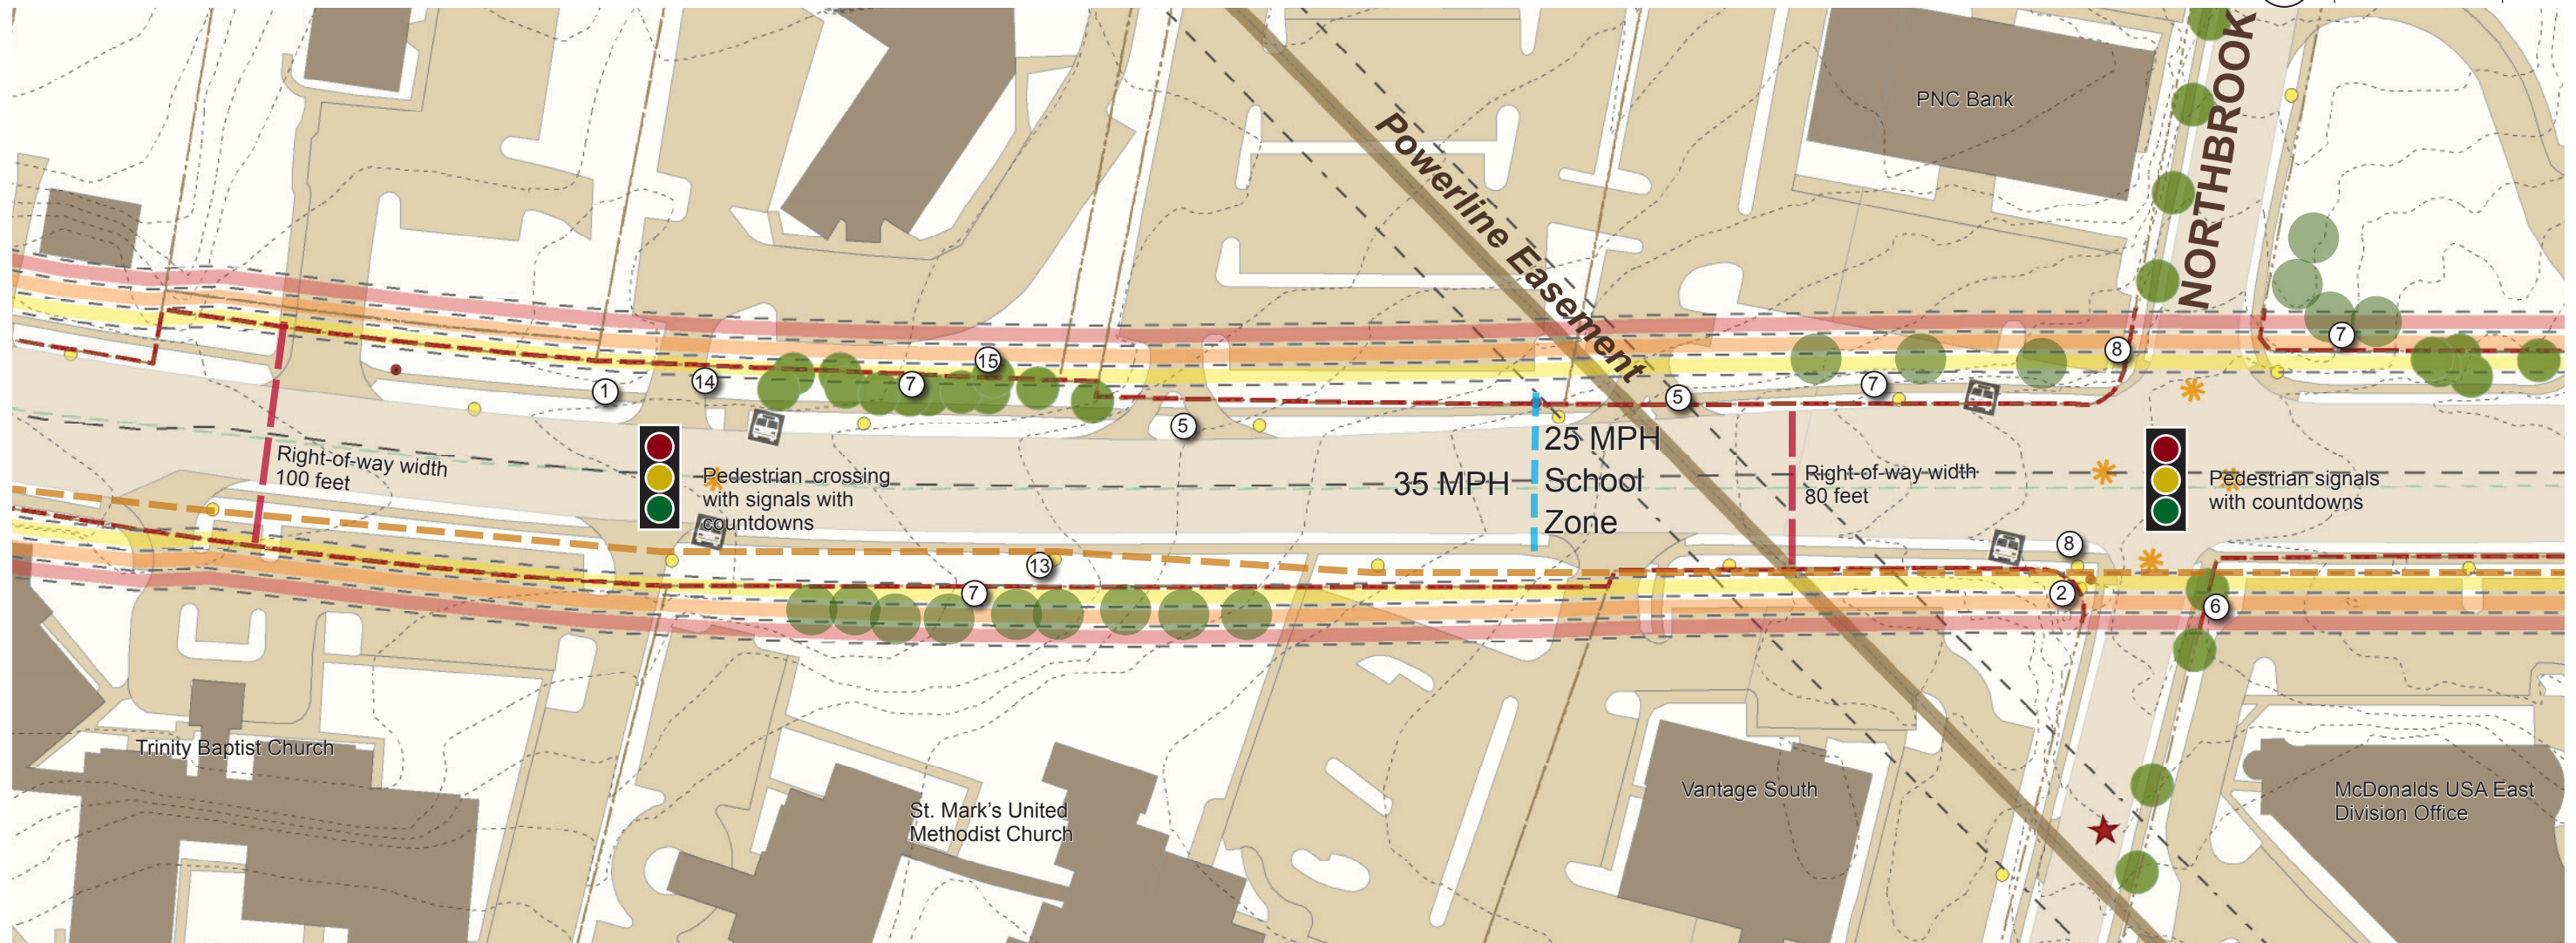 PNC Bank
NORTHBROOK
Powerline Easement
15
8
7
14
7
7
1
5
5
25 MPH
School
Zone
35 MPH
Right-of-way width
100 feet
Pedestrian crossing
with signals with
countdowns
Right-of-way-width
80 feet
Pedestrian signals
with countdowns
8
13
7
2
6
Trinity Baptist Church
St. Mark’s United
Methodist Church
Vantage South
McDonalds USA East
Division Office